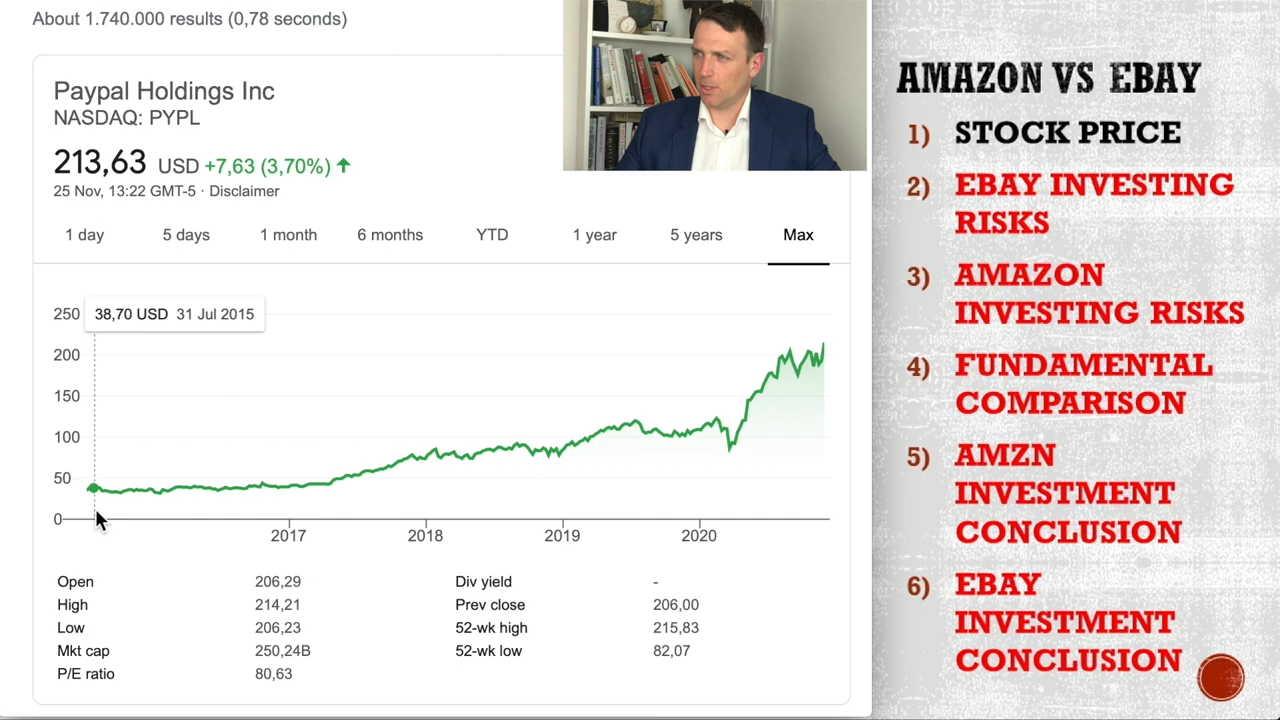 About 1.740.000 results (0,78 seconds)
Paypal Holdings Inc
NASDAQ: PYPL
213,63 USD +7,63 (3,70%) ↑
25 Nov, 13:22 GMT-5 · Disclaimer
1 day 5 days 1 month 6 months YTD 1 year 5 years Max
38,70 USD 31 Jul 2015
250
200
150
100
50
0
2017 2018 2019 2020
Open 206,29 Div yield -
High 214,21 Prev close 206,00
Low 206,23 52-wk high 215,83
Mkt cap 250,24B 52-wk low 82,07
P/E ratio 80,63
AMAZON VS EBAY
1) STOCK PRICE
2) EBAY INVESTING
RISKS
3) AMAZON
INVESTING RISKS
4) FUNDAMENTAL
COMPARISON
5) AMZN
INVESTMENT
CONCLUSION
6) EBAY
INVESTMENT
CONCLUSION